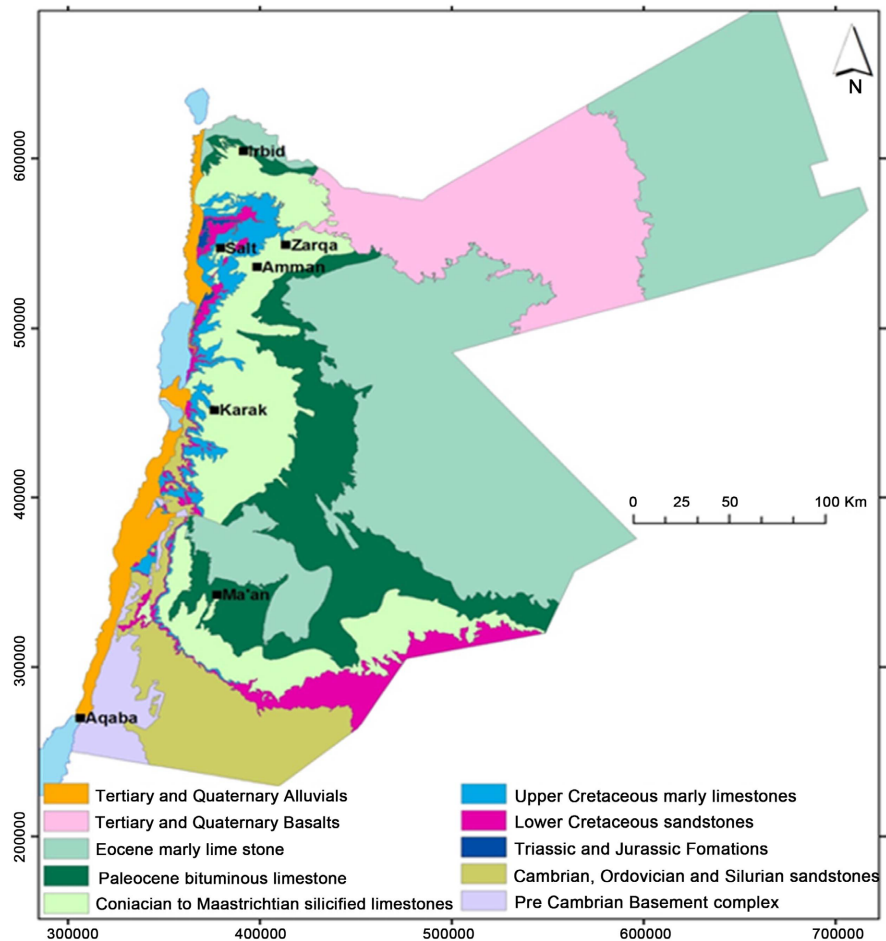 N
600000
500000
400000
300000
200000
Irbid
Salt
Zarqa
Amman
Karak
Ma'an
Aqaba
0 25 50 100 Km
Tertiary and Quaternary Alluvials
Tertiary and Quaternary Basalts
Eocene marly lime stone
Paleocene bituminous limestone
Coniacian to Maastrichtian silicified limestones
Upper Cretaceous marly limestones
Lower Cretaceous sandstones
Triassic and Jurassic Fomations
Cambrian, Ordovician and Silurian sandstones
Pre Cambrian Basement complex
300000 400000 500000 600000 700000